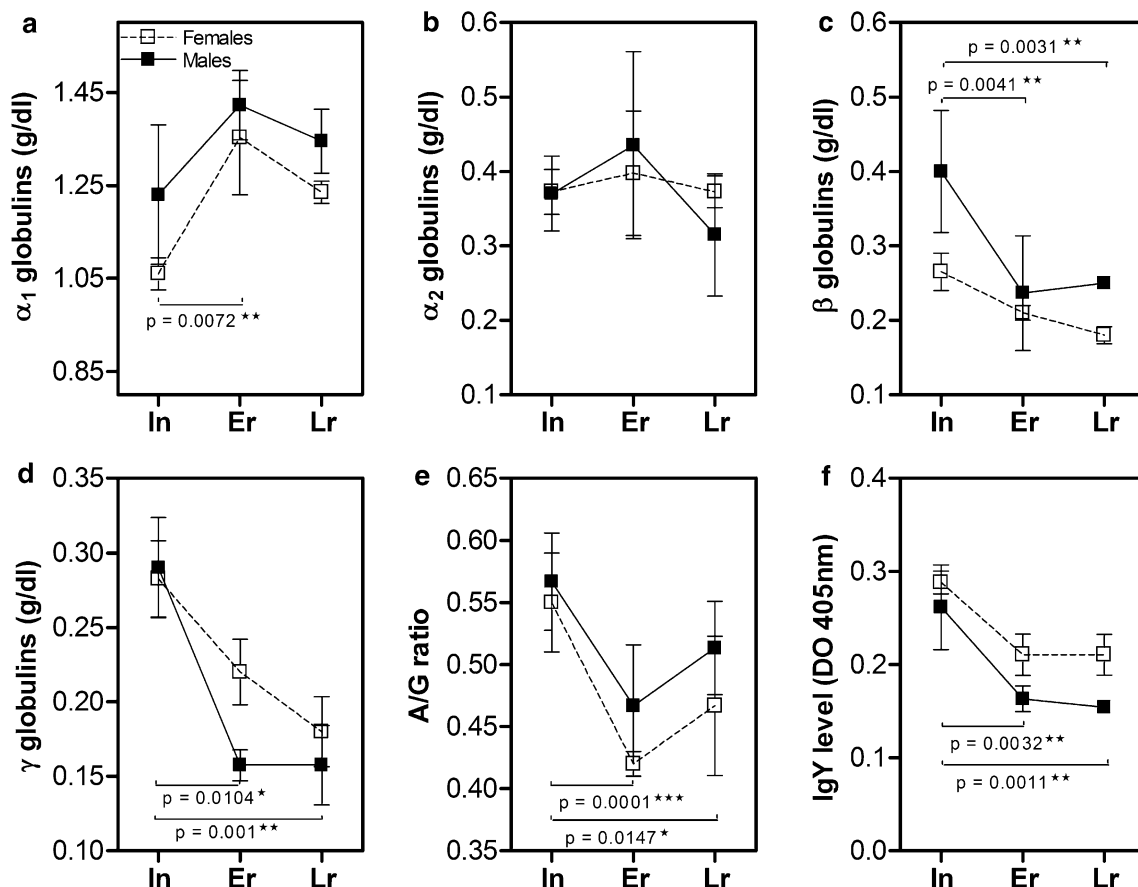 a
Females
Males
1.45
1.25
1.05
0.85
α1 globulins (g/dl)
p = 0.0072 ★★
In Er Lr
b
0.6
0.5
0.4
0.3
0.2
0.1
α2 globulins (g/dl)
In Er Lr
c
p = 0.0031 ★★
p = 0.0041 ★★
0.6
0.5
0.4
0.3
0.2
0.1
β globulins (g/dl)
In Er Lr
d
0.35
0.30
0.25
0.20
0.15
0.10
γ globulins (g/dl)
p = 0.0104 ★
p = 0.001 ★★
In Er Lr
e
0.65
0.60
0.55
0.50
0.45
0.40
0.35
A/G ratio
p = 0.0001 ★★★
p = 0.0147 ★
In Er Lr
f
0.4
0.3
0.2
0.1
0.0
IgY level (DO 405nm)
p = 0.0032 ★★
p = 0.0011 ★★
In Er Lr